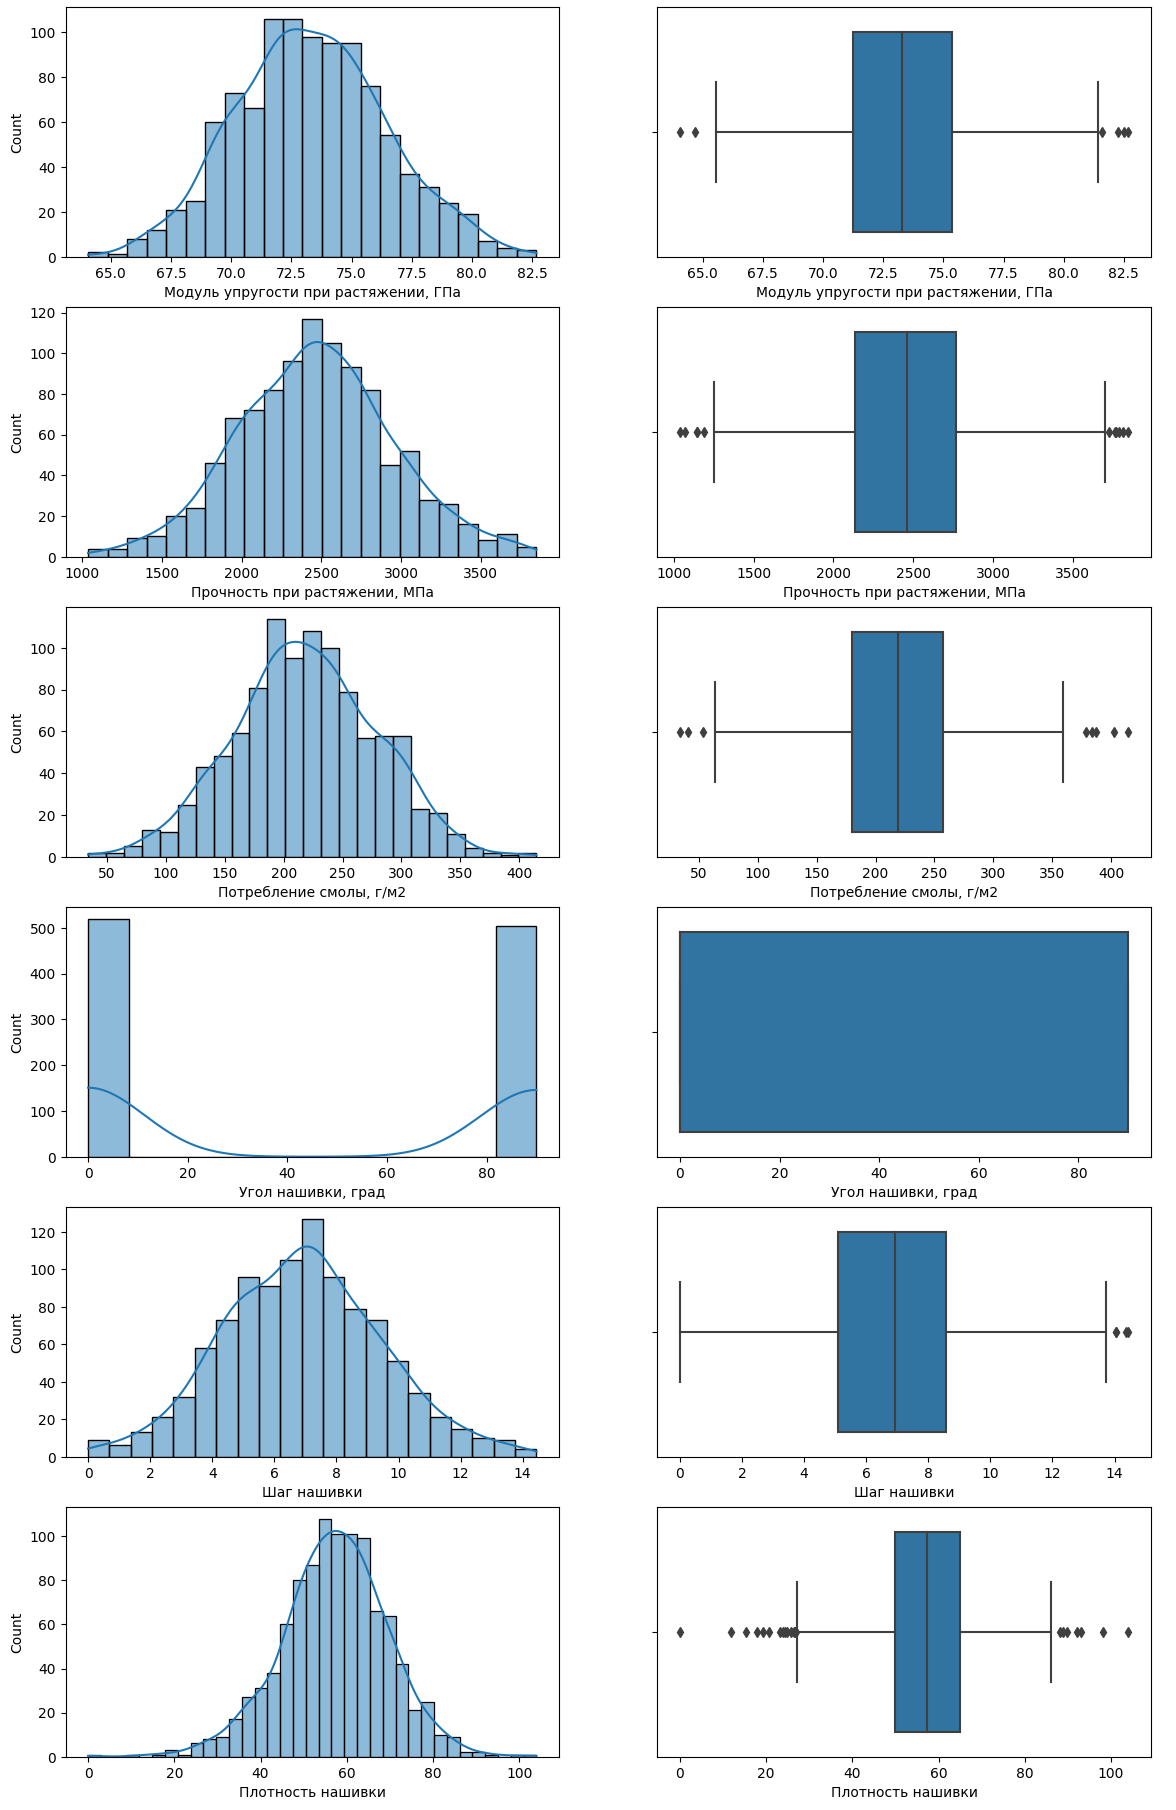 Count
100
80
60
40
20
0
65.0 67.5 70.0 72.5 75.0 77.5 80.0 82.5
Модуль упругости при растяжении, ГПа
65.0 67.5 70.0 72.5 75.0 77.5 80.0 82.5
Модуль упругости при растяжении, ГПа
Count
120
100
80
60
40
20
0
1000 1500 2000 2500 3000 3500
Прочность при растяжении, МПа
1000 1500 2000 2500 3000 3500
Прочность при растяжении, МПа
Count
100
80
60
40
20
0
50 100 150 200 250 300 350 400
Потребление смолы, г/м2
50 100 150 200 250 300 350 400
Потребление смолы, г/м2
Count
500
400
300
200
100
0
0 20 40 60 80
Угол нашивки, град
0 20 40 60 80
Угол нашивки, град
Count
120
100
80
60
40
20
0
0 2 4 6 8 10 12 14
Шаг нашивки
0 2 4 6 8 10 12 14
Шаг нашивки
Count
100
80
60
40
20
0
0 20 40 60 80 100
Плотность нашивки
0 20 40 60 80 100
Плотность нашивки